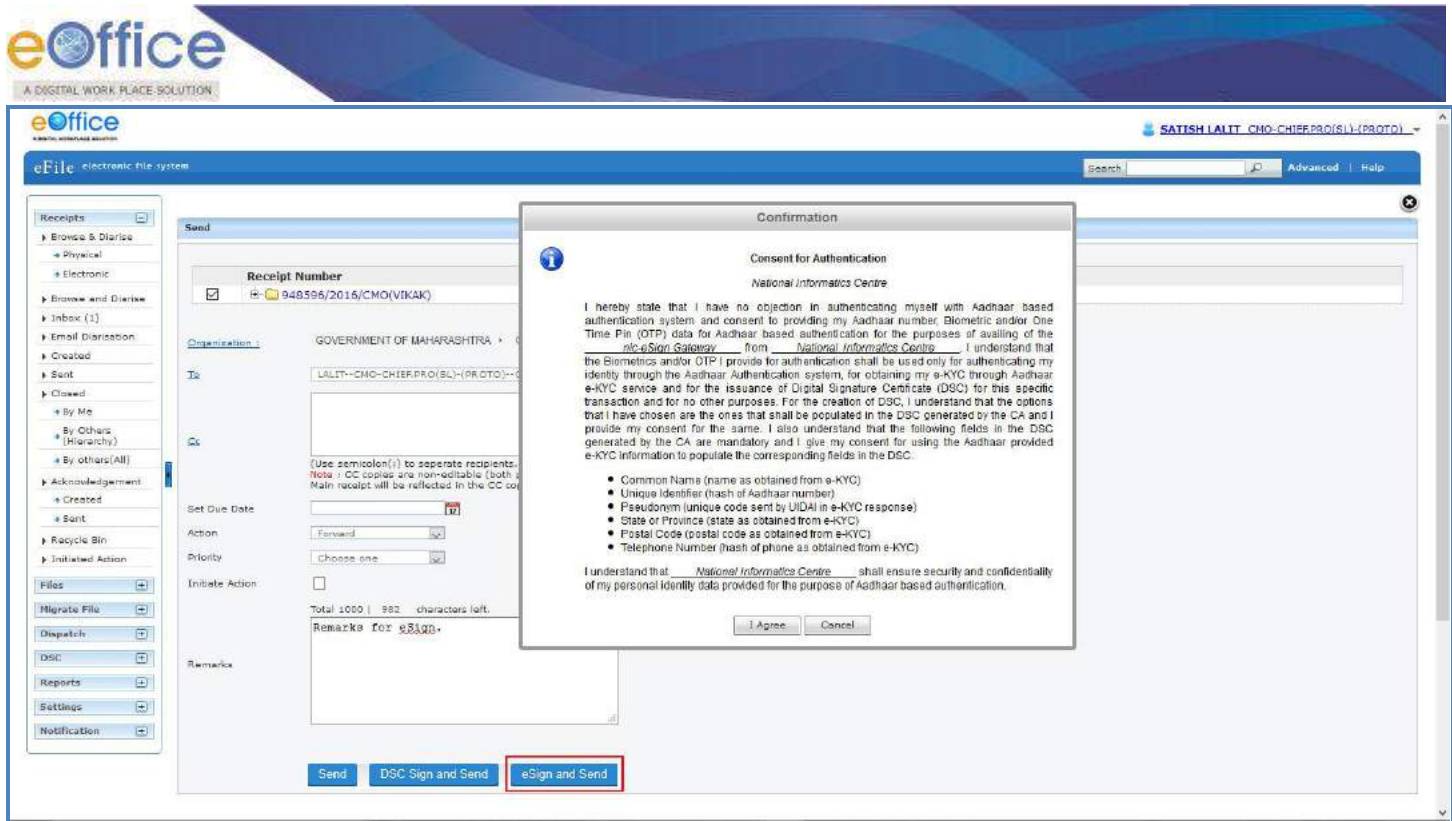 eOffice
A DIGITAL WORK PLACE SOLUTION
eOffice
A DIGITAL WORKPLACE SOLUTION
SATISH LALIT CMO-CHIEF.PRO(SL)-(PROTO)
eFile electronic file system
Search
Advanced | Help
Receipts
Browse & Diarise
Physical
Electronic
Browse and Diarise
Inbox (1)
Email Diarisation
Created
Sent
Closed
By Me
By Others (Hierarchy)
By others(All)
Acknowledgement
Created
Sent
Recycle Bin
Initiated Action
Files
Migrate File
Dispatch
DSC
Reports
Settings
Notification
Send
Receipt Number
948596/2016/CMO(VIKAK)
Organization :
GOVERNMENT OF MAHARASHTRA
To
LALIT--CMO-CHIEF.PRO(SL)-(PROTO)--
Cc
(Use semicolon(;) to seperate recipients.
Note : CC copies are non-editable (both
Main receipt will be reflected in the CC
Set Due Date
12
Action
Forward
Priority
Choose one
Initiate Action
Total 1000 | 982 characters left.
Remarks
Remarks for eSign.
Send
DSC Sign and Send
eSign and Send
Confirmation
Consent for Authentication
National Informatics Centre
I hereby state that I have no objection in authenticating myself with Aadhaar based
authentication system and consent to providing my Aadhaar number, Biometric and/or One
Time Pin (OTP) data for Aadhaar based authentication for the purposes of availing of the
nic-eSign Gateway from National Informatics Centre . I understand that
the Biometrics and/or OTP I provide for authentication shall be used only for authenticating my
identity through the Aadhaar Authentication system, for obtaining my e-KYC through Aadhaar
e-KYC service and for the issuance of Digital Signature Certificate (DSC) for this specific
transaction and for no other purposes. For the creation of DSC, I understand that the options
that I have chosen are the ones that shall be populated in the DSC generated by the CA and I
provide my consent for the same. I also understand that the following fields in the DSC
generated by the CA are mandatory and I give my consent for using the Aadhaar provided
e-KYC information to populate the corresponding fields in the DSC.
Common Name (name as obtained from e-KYC)
Unique Identifier (hash of Aadhaar number)
Pseudonym (unique code sent by UIDAI in e-KYC response)
State or Province (state as obtained from e-KYC)
Postal Code (postal code as obtained from e-KYC)
Telephone Number (hash of phone as obtained from e-KYC)
I understand that National Informatics Centre shall ensure security and confidentiality
of my personal identity data provided for the purpose of Aadhaar based authentication.
I Agree
Cancel